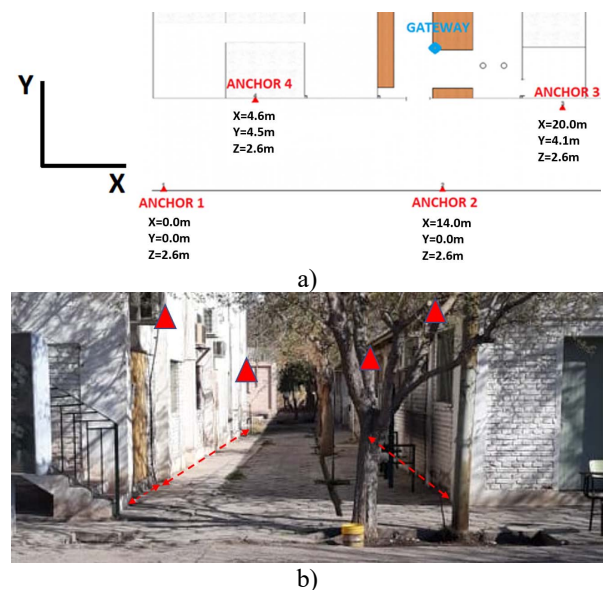 GATEWAY
Y
ANCHOR 4
ANCHOR 3
X=4.6m
Y=4.5m
Z=2.6m
X=20.0m
Y=4.1m
Z=2.6m
X
ANCHOR 1
ANCHOR 2
X=0.0m
Y=0.0m
Z=2.6m
X=14.0m
Y=0.0m
Z=2.6m
a)
b)